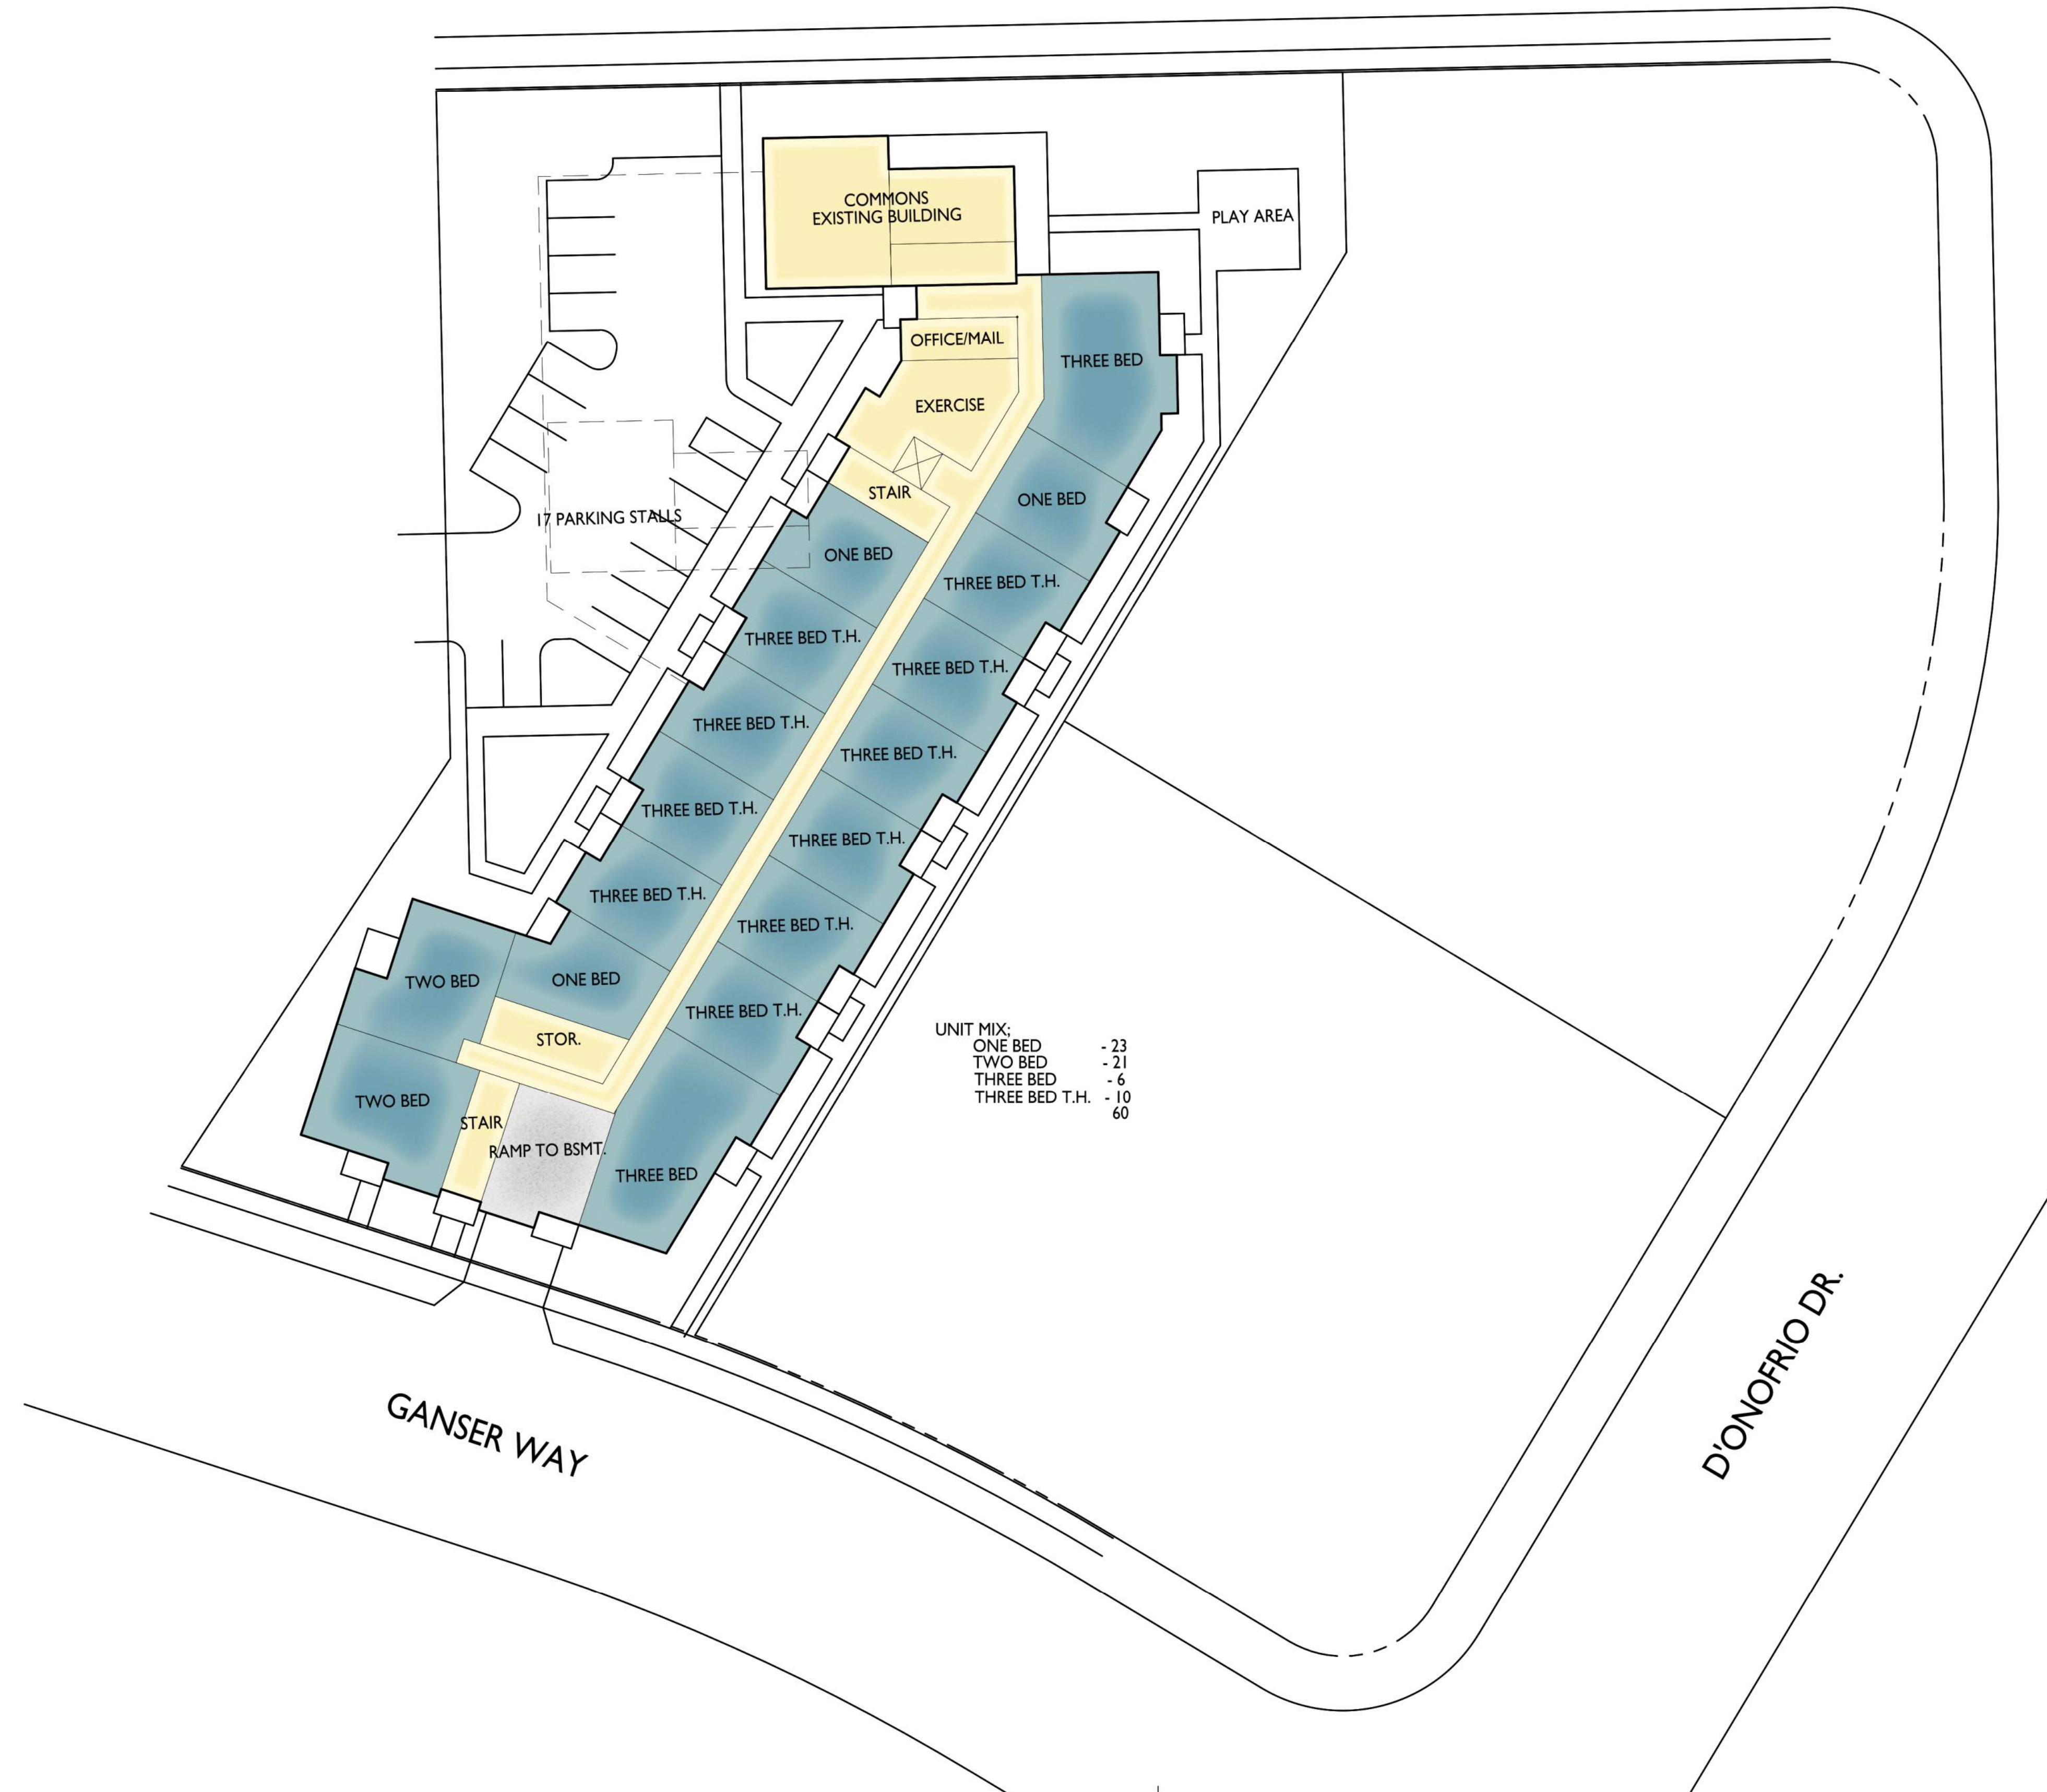 COMMONS
EXISTING BUILDING
PLAY AREA
OFFICE/MAIL
THREE BED
EXERCISE
STAIR
ONE BED
17 PARKING STALLS
ONE BED
THREE BED T.H.
THREE BED T.H.
THREE BED T.H.
THREE BED T.H.
THREE BED T.H.
THREE BED T.H.
THREE BED T.H.
THREE BED T.H.
THREE BED T.H.
THREE BED T.H.
TWO BED
ONE BED
STOR.
TWO BED
STAIR
RAMP TO BSMT.
THREE BED
UNIT MIX;
ONE BED - 23
TWO BED - 21
THREE BED - 6
THREE BED T.H. - 10
60
GANSER WAY
D'ONOFRIO DR.